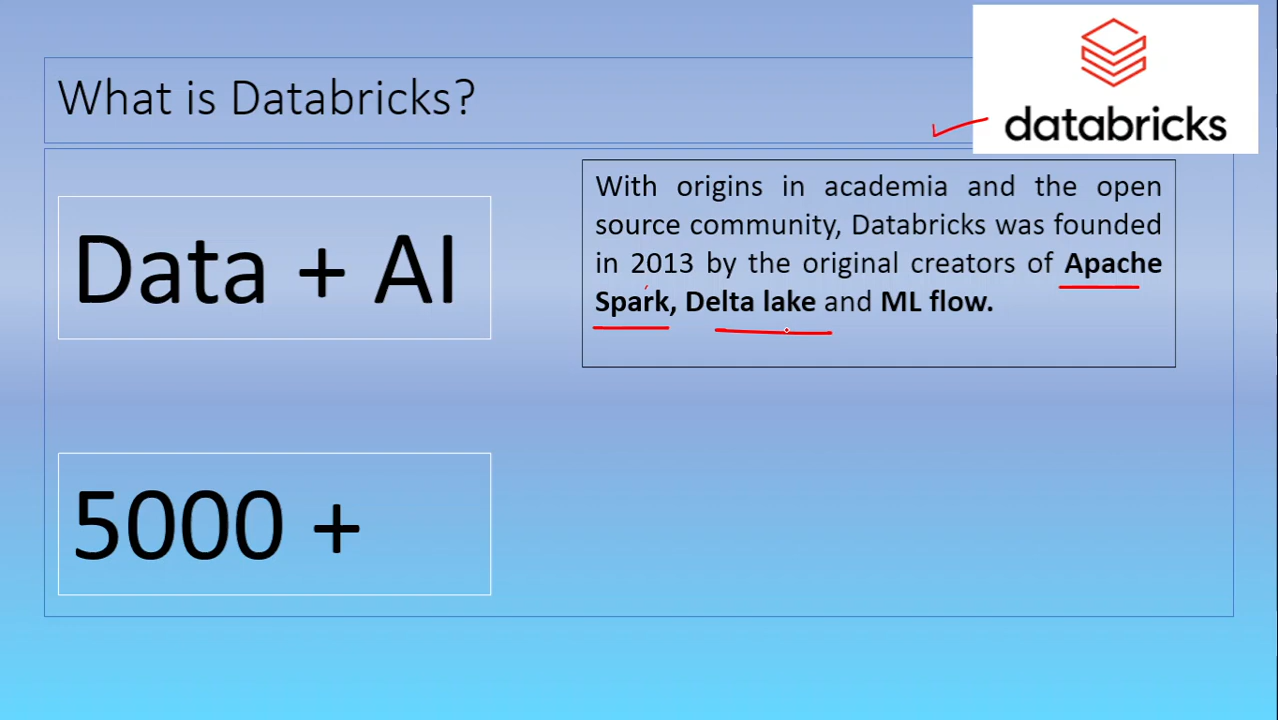 What is Databricks?
databricks
Data + AI
With origins in academia and the open
source community, Databricks was founded
in 2013 by the original creators of Apache
Spark, Delta lake and ML flow.
5000 +